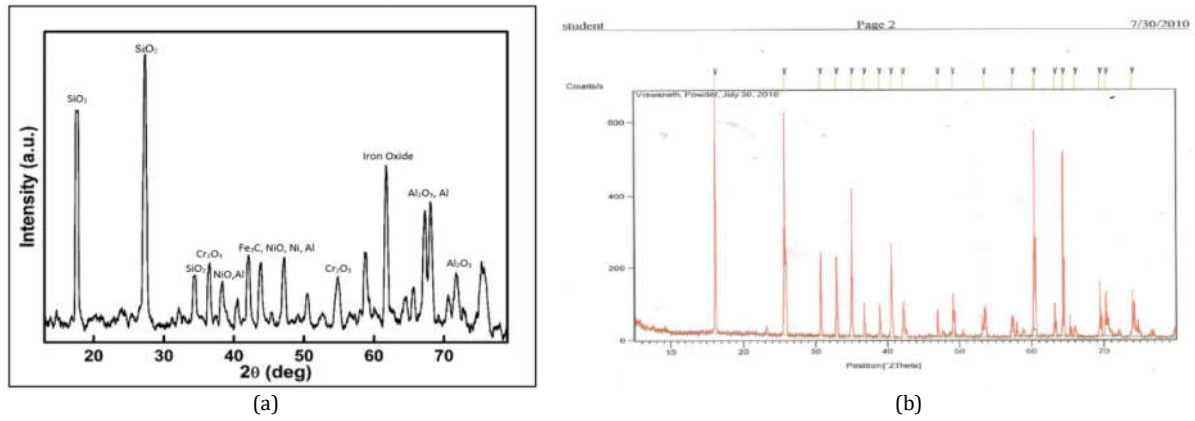 SiO₂
SiO₂
Iron Oxide
Al₂O₃, Al
Fe₃C, NiO, Ni, Al
Cr₂O₃
SiO₂
NiO,Al
Cr₂O₃
Al₂O₃
Intensity (a.u.)
20 30 40 50 60 70
2θ (deg)
(a)
student Page 2 7/30/2010
Counts/s
Viswanath, Powder, July 30, 2010
600
400
200
0
10 20 30 40 50 60 70
Position [°2Theta]
(b)